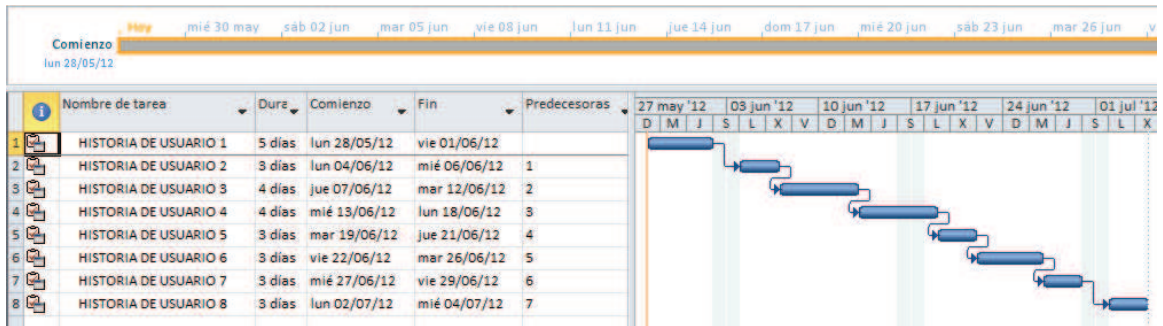 Hoy mié 30 may sáb 02 jun mar 05 jun vie 08 jun lun 11 jun jue 14 jun dom 17 jun mié 20 jun sáb 23 jun mar 26 jun v
Comienzo
lun 28/05/12
Nombre de tarea Dura Comienzo Fin Predecesoras 27 may '12 03 jun '12 10 jun '12 17 jun '12 24 jun '12 01 jul '12
D M J S L X V D M J S L X V D M J S L X
1 HISTORIA DE USUARIO 1 5 días lun 28/05/12 vie 01/06/12
2 HISTORIA DE USUARIO 2 3 días lun 04/06/12 mié 06/06/12 1
3 HISTORIA DE USUARIO 3 4 días jue 07/06/12 mar 12/06/12 2
4 HISTORIA DE USUARIO 4 4 días mié 13/06/12 lun 18/06/12 3
5 HISTORIA DE USUARIO 5 3 días mar 19/06/12 jue 21/06/12 4
6 HISTORIA DE USUARIO 6 3 días vie 22/06/12 mar 26/06/12 5
7 HISTORIA DE USUARIO 7 3 días mié 27/06/12 vie 29/06/12 6
8 HISTORIA DE USUARIO 8 3 días lun 02/07/12 mié 04/07/12 7